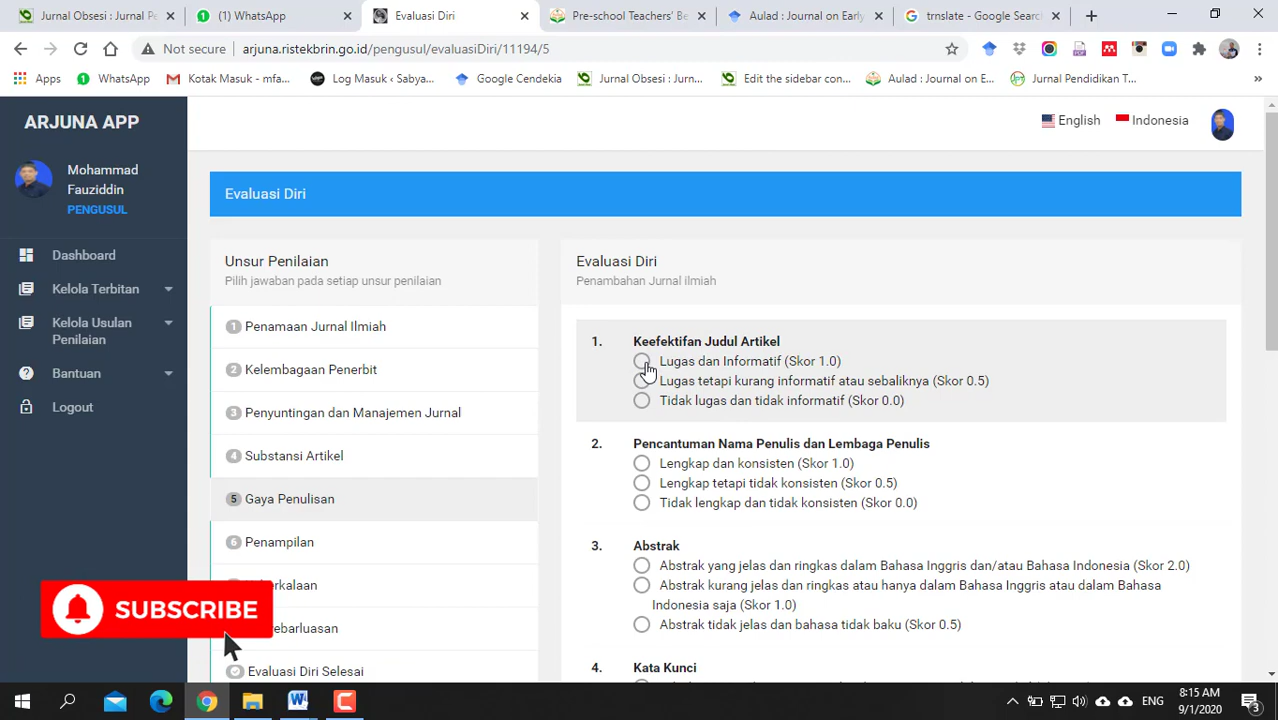 Jurnal Obsesi : Jurnal Pe
(1) WhatsApp
Evaluasi Diri
Pre-school Teachers' Be
Aulad : Journal on Early
trnslate - Google Search
Not secure
arjuna.ristekbrin.go.id/pengusul/evaluasiDiri/11194/5
Apps
WhatsApp
Kotak Masuk - mfa...
Log Masuk ‹ Sabya...
Google Cendekia
Jurnal Obsesi : Jurn...
Edit the sidebar con...
Aulad : Journal on E...
Jurnal Pendidikan T...
»
ARJUNA APP
English
Indonesia
Mohammad
Fauziddin
PENGUSUL
Dashboard
Kelola Terbitan
Kelola Usulan
Penilaian
Bantuan
Logout
Evaluasi Diri
Unsur Penilaian
Pilih jawaban pada setiap unsur penilaian
1 Penamaan Jurnal Ilmiah
2 Kelembagaan Penerbit
3 Penyuntingan dan Manajemen Jurnal
4 Substansi Artikel
5 Gaya Penulisan
6 Penampilan
Evaluasi Diri Selesai
Evaluasi Diri
Penambahan Jurnal ilmiah
1. Keefektifan Judul Artikel
Lugas dan Informatif (Skor 1.0)
Lugas tetapi kurang informatif atau sebaliknya (Skor 0.5)
Tidak lugas dan tidak informatif (Skor 0.0)
2. Pencantuman Nama Penulis dan Lembaga Penulis
Lengkap dan konsisten (Skor 1.0)
Lengkap tetapi tidak konsisten (Skor 0.5)
Tidak lengkap dan tidak konsisten (Skor 0.0)
3. Abstrak
Abstrak yang jelas dan ringkas dalam Bahasa Inggris dan/atau Bahasa Indonesia (Skor 2.0)
Abstrak kurang jelas dan ringkas atau hanya dalam Bahasa Inggris atau dalam Bahasa
Indonesia saja (Skor 1.0)
Abstrak tidak jelas dan bahasa tidak baku (Skor 0.5)
4. Kata Kunci
SUBSCRIBE
ENG
8:15 AM
9/1/2020
3